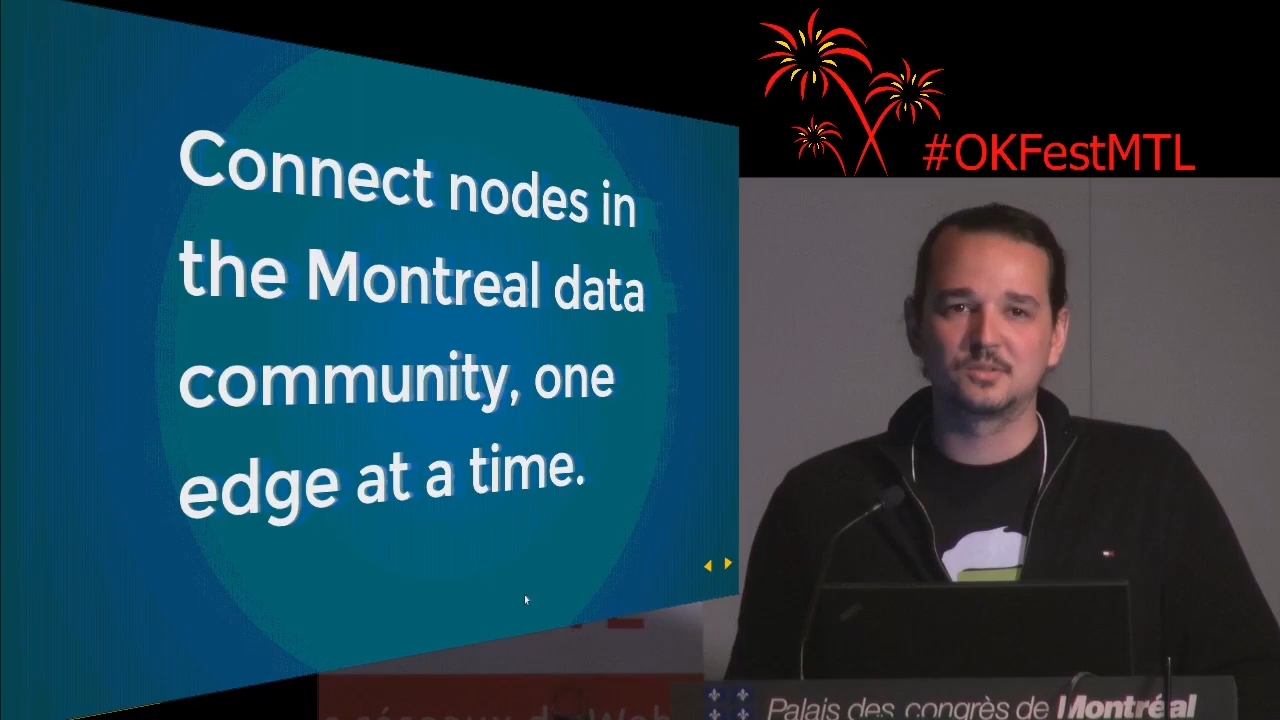 Connect nodes in
the Montreal data
community, one
edge at a time.
#OKFestMTL
Palais des congrès de Montréal